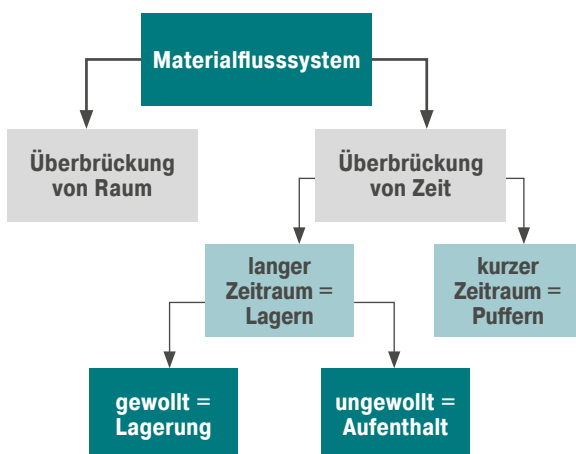 Materialflusssystem
Überbrückung
von Raum
Überbrückung
von Zeit
langer
Zeitraum =
Lagern
kurzer
Zeitraum =
Puffern
gewollt =
Lagerung
ungewollt =
Aufenthalt